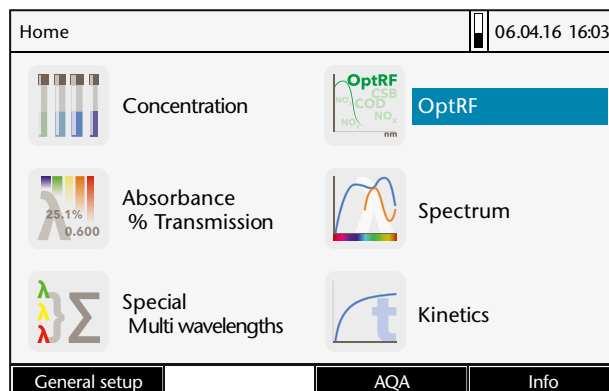 Home
06.04.16 16:03
Concentration
OptRF
CSB
NO₃ COD
NO₂
NO₃
nm
OptRF
25.1%
λ
0.600
Absorbance
% Transmission
Spectrum
λ
λ } Σ
λ
Special
Multi wavelengths
t
Kinetics
General setup
AQA
Info